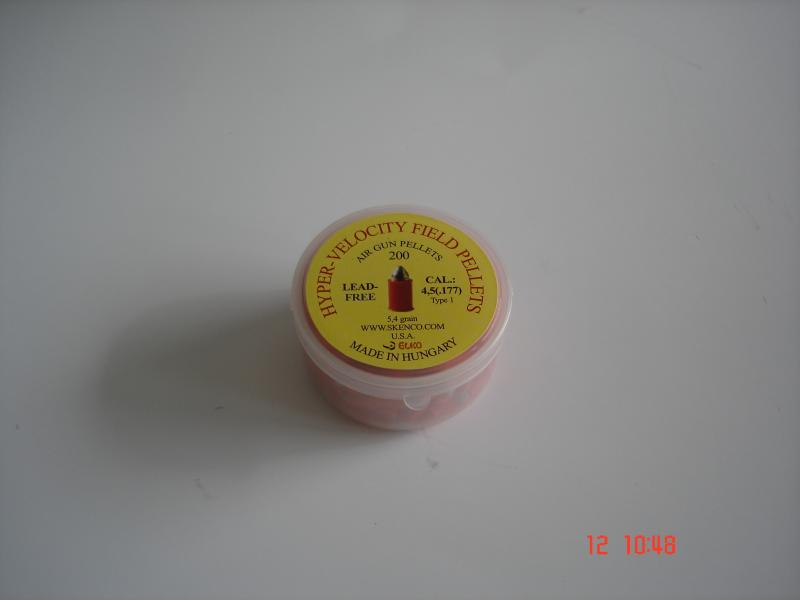 HYPER-VELOCITY FIELD PELLETS
AIR GUN PELLETS
200
LEAD-
FREE
CAL.:
4,5(.177)
Type 1
5,4 grain
WWW.SKENCO.COM
U.S.A.
MADE IN HUNGARY
12 10:48